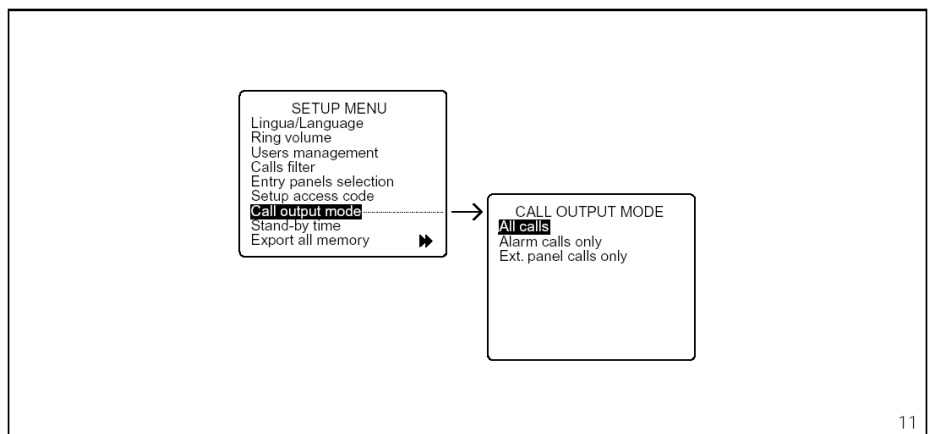 SETUP MENU
Lingua/Language
Ring volume
Users management
Calls filter
Entry panels selection
Setup access code
Call output mode
Stand-by time
Export all memory
CALL OUTPUT MODE
All calls
Alarm calls only
Ext. panel calls only
11